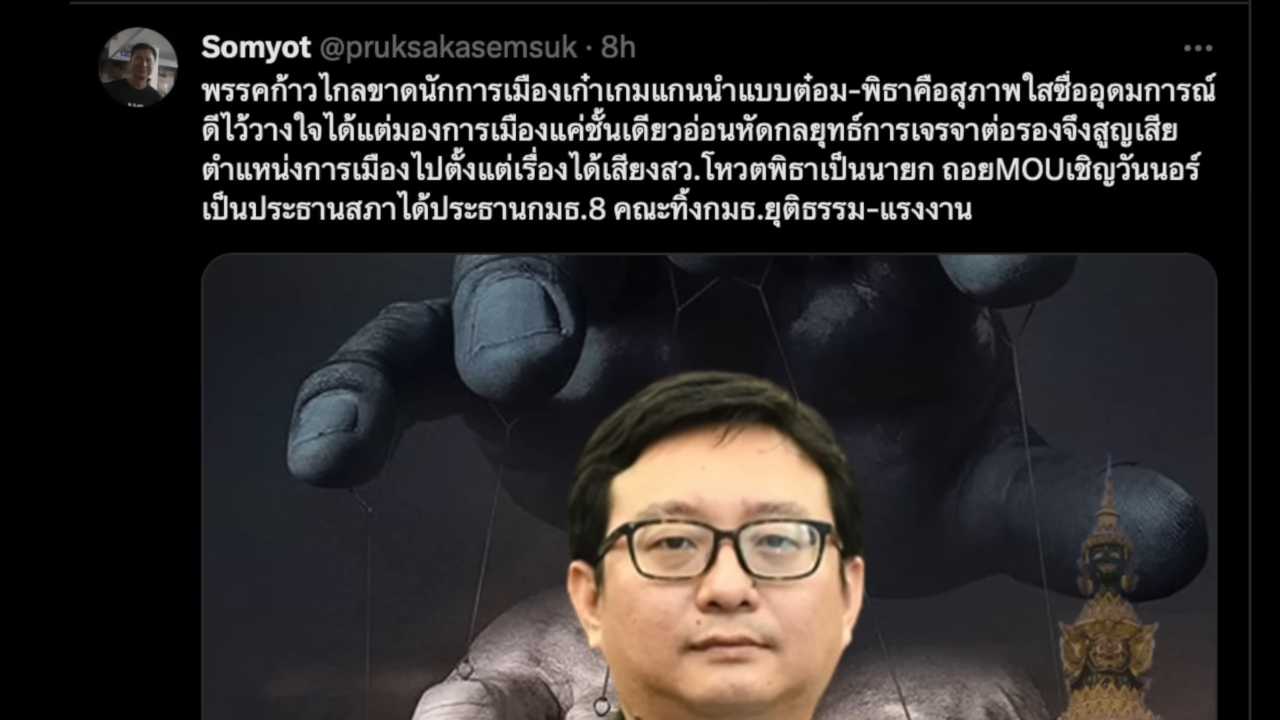 Somyot @pruksakasemsuk · 8h
พรรคก้าวไกลขาดนักการเมืองเก๋าเกมแกนนำแบบต๋อม-พิธาคือสุภาพใสซื่ออุดมการณ์
ดีไว้วางใจได้แต่มองการเมืองแค่ชั้นเดียวอ่อนหัดกลยุทธ์การเจรจาต่อรองจึงสูญเสีย
ตำแหน่งการเมืองไปตั้งแต่เรื่องได้เสียงสว.โหวตพิธาเป็นนายก ถอยMOUเชิญวันนอร์
เป็นประธานสภาได้ประธานกมธ.8 คณะทิ้งกมธ.ยุติธรรม-แรงงาน